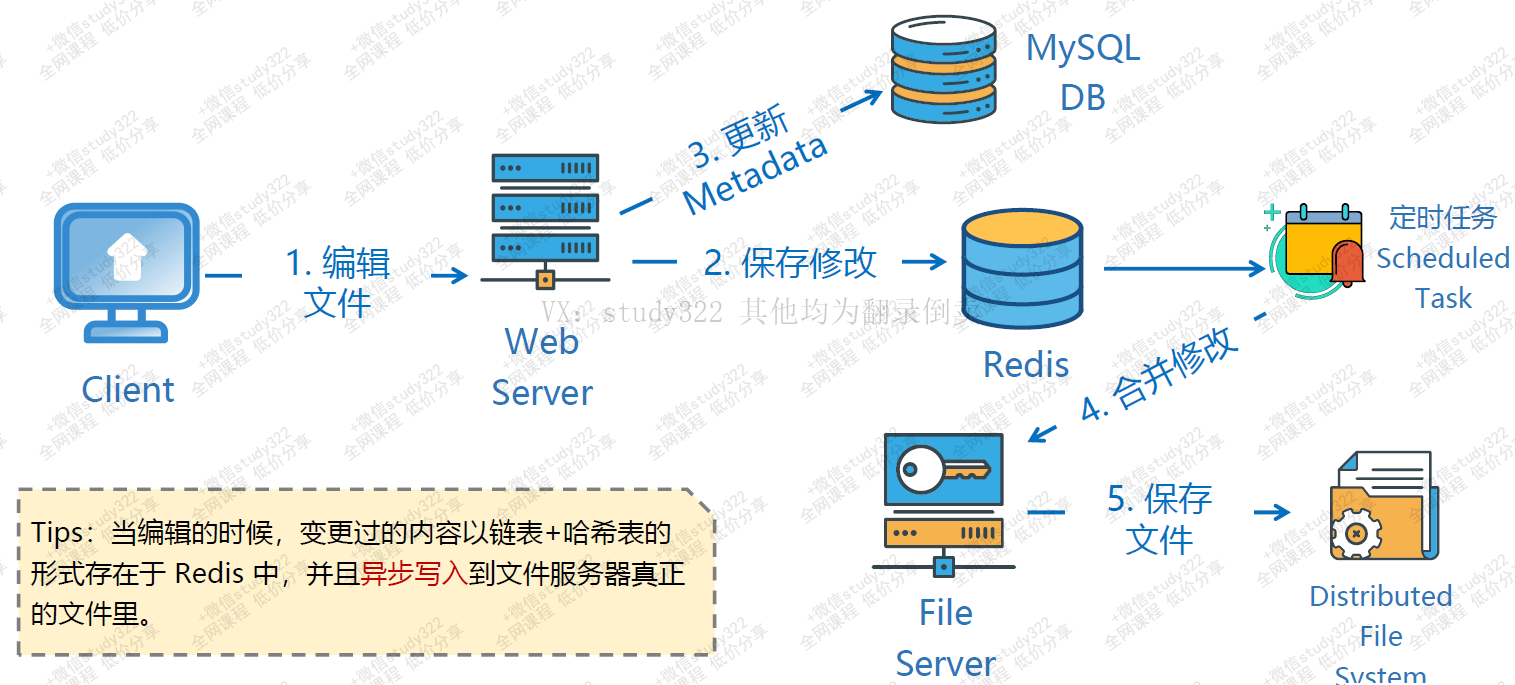 MySQL
DB
3. 更新
Metadata
定时任务
Scheduled
Task
1. 编辑
文件
2. 保存修改
VX: study322 其他均为翻录倒卖
Web
Server
Client
Redis
4. 合并修改
5. 保存
文件
Tips：当编辑的时候，变更过的内容以链表+哈希表的
形式存在于 Redis 中，并且异步写入到文件服务器真正
的文件里。
File
Server
Distributed
File
System
+微信study322
全网课程 低价分享